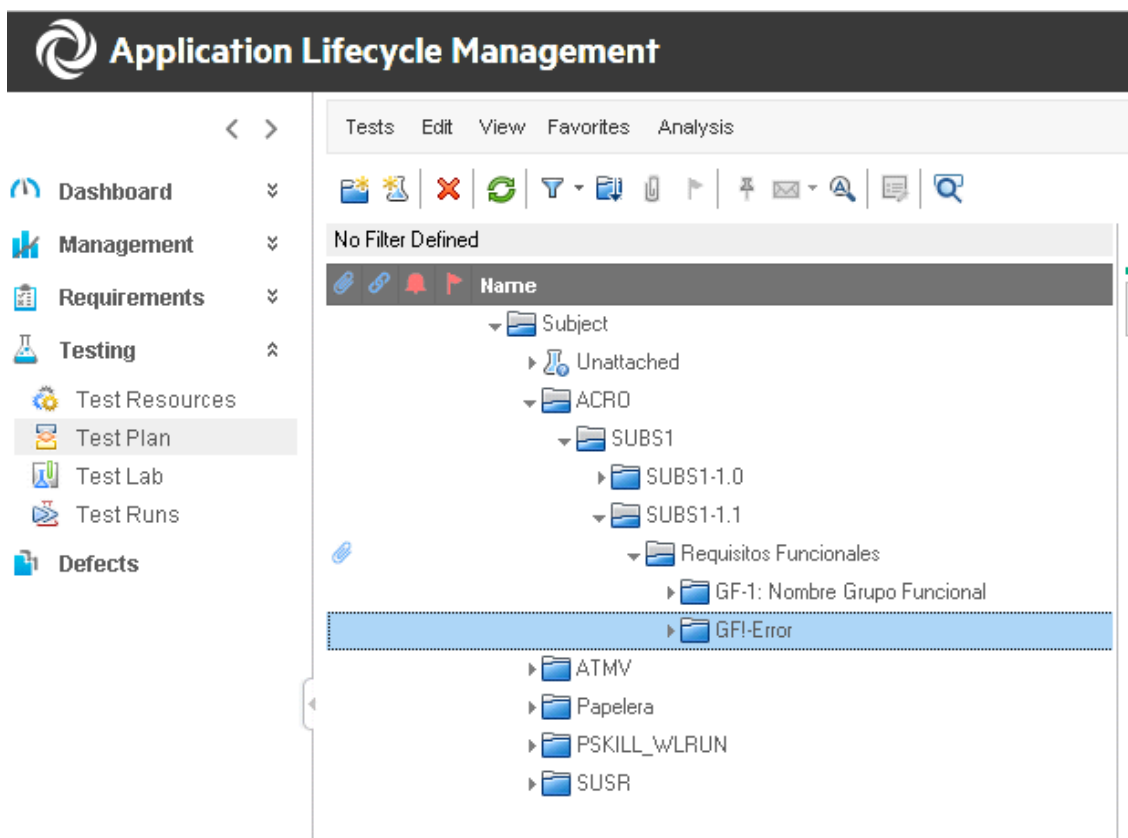 Application Lifecycle Management
Tests Edit View Favorites Analysis
Dashboard
Management
Requirements
Testing
Test Resources
Test Plan
Test Lab
Test Runs
Defects
No Filter Defined
Name
Subject
Unattached
ACRO
SUBS1
SUBS1-1.0
SUBS1-1.1
Requisitos Funcionales
GF-1: Nombre Grupo Funcional
GF!-Error
ATMV
Papelera
PSKILL_WLRUN
SUSR